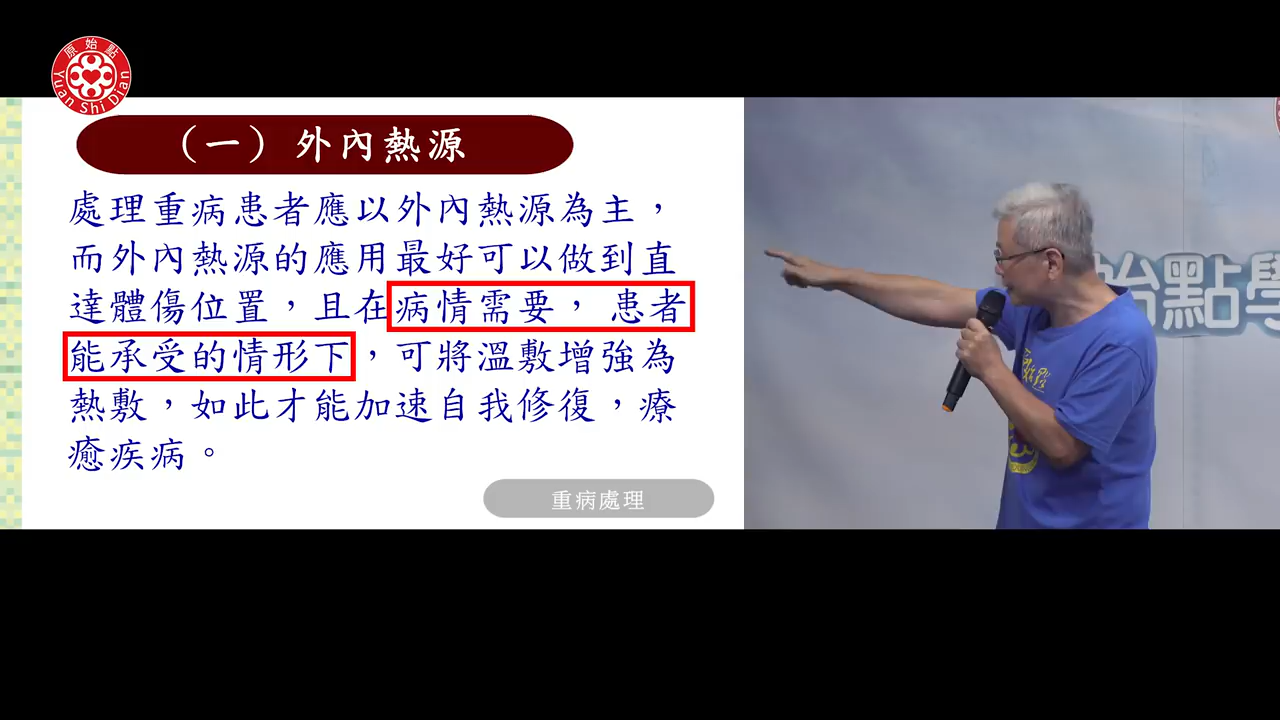 原始點
Yuan Shi Dian
（一）外內熱源
處理重病患者應以外內熱源為主，
而外內熱源的應用最好可以做到直
達體傷位置，且在病情需要， 患者
能承受的情形下，可將溫敷增強為
熱敷，如此才能加速自我修復，療
癒疾病。
重病處理
始點學